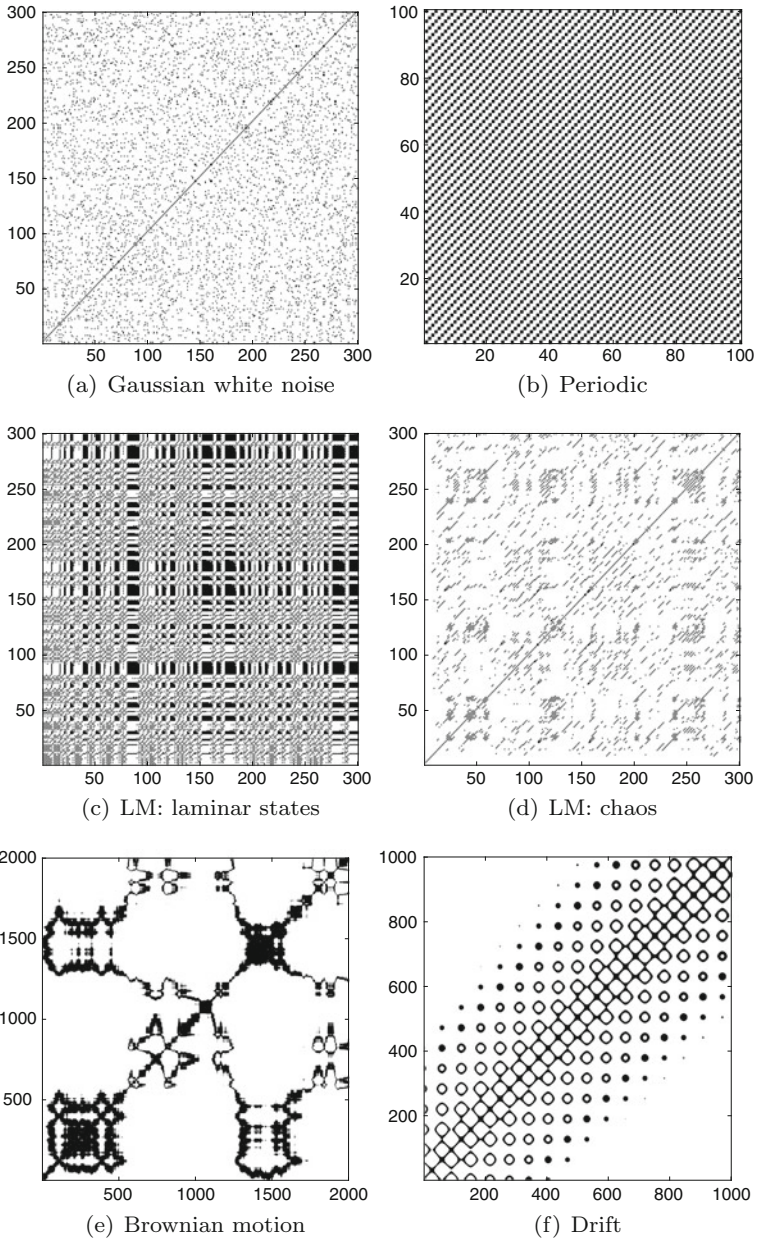 300
250
200
150
100
50
50 100 150 200 250 300
(a) Gaussian white noise
100
80
60
40
20
20 40 60 80 100
(b) Periodic
300
250
200
150
100
50
50 100 150 200 250 300
(c) LM: laminar states
300
250
200
150
100
50
50 100 150 200 250 300
(d) LM: chaos
2000
1500
1000
500
500 1000 1500 2000
(e) Brownian motion
1000
800
600
400
200
200 400 600 800 1000
(f) Drift